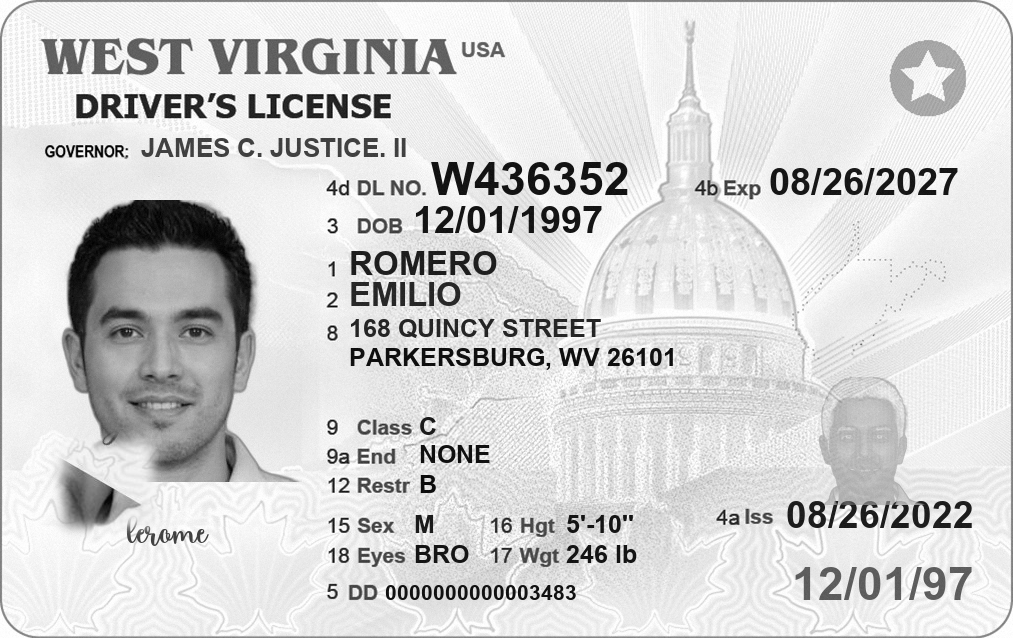 WEST VIRGINIA USA
DRIVER'S LICENSE
GOVERNOR: JAMES C. JUSTICE. II
4d DL NO. W436352 4b Exp 08/26/2027
3 DOB 12/01/1997
1 ROMERO
2 EMILIO
8 168 QUINCY STREET
PARKERSBURG, WV 26101
9 Class C
9a End NONE
12 Restr B
15 Sex M 16 Hgt 5'-10"
4a Iss 08/26/2022
lerome
18 Eyes BRO 17 Wgt 246 lb
5 DD 0000000000003483
12/01/97